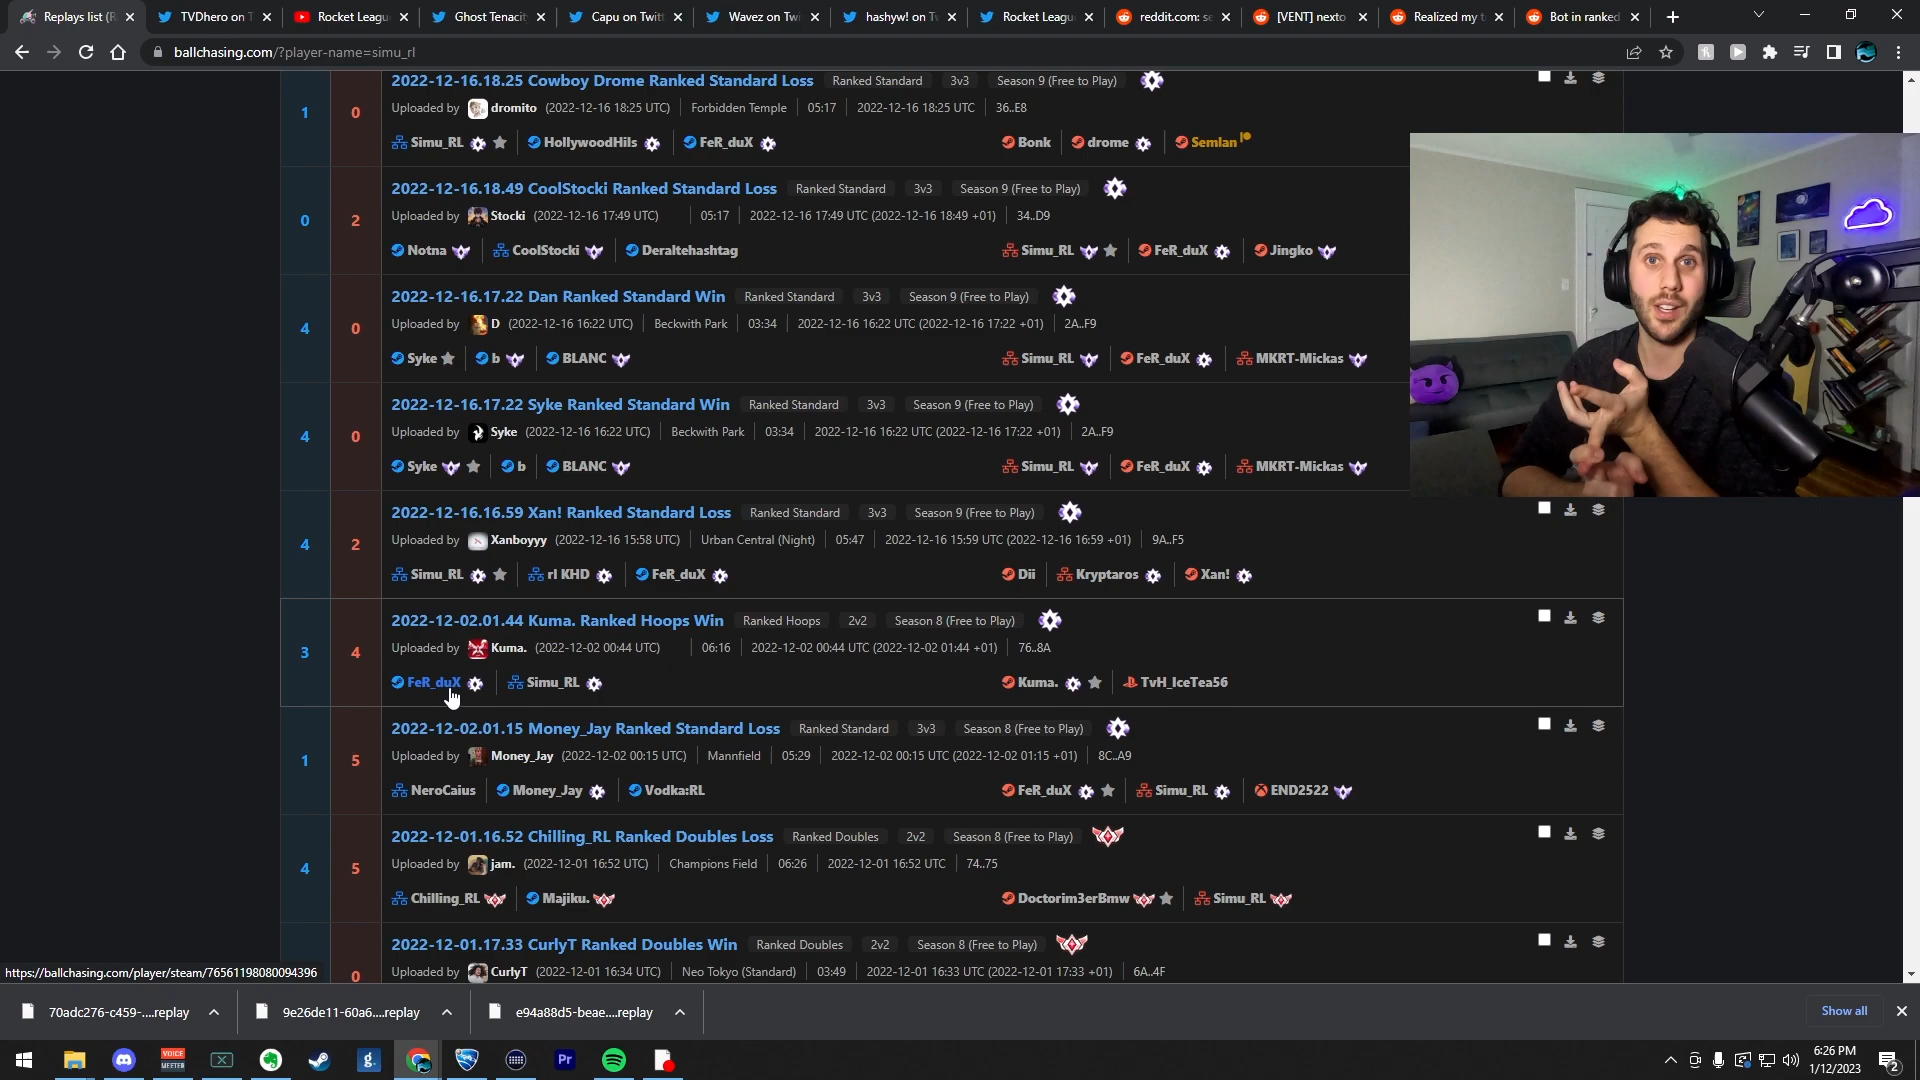 Replays list (R
TVDhero on T
Rocket Leagu
Ghost Tenacit
Capu on Twitt
Wavez on Twi
hashyw! on Tw
Rocket Leagu
reddit.com: se
[VENT] nexto
Realized my t
Bot in ranked
ballchasing.com/?player-name=simu_rl
1 0
2022-12-16.18.25 Cowboy Drome Ranked Standard Loss Ranked Standard 3v3 Season 9 (Free to Play)
Uploaded by dromito (2022-12-16 18:25 UTC) Forbidden Temple 05:17 2022-12-16 18:25 UTC 36..E8
Simu_RL HollywoodHils FeR_duX Bonk drome Semlan
0 2
2022-12-16.18.49 CoolStocki Ranked Standard Loss Ranked Standard 3v3 Season 9 (Free to Play)
Uploaded by Stocki (2022-12-16 17:49 UTC) 05:17 2022-12-16 17:49 UTC (2022-12-16 18:49 +01) 34..D9
Notna CoolStocki Deraltehashtag Simu_RL FeR_duX Jingko
4 0
2022-12-16.17.22 Dan Ranked Standard Win Ranked Standard 3v3 Season 9 (Free to Play)
Uploaded by D (2022-12-16 16:22 UTC) Beckwith Park 03:34 2022-12-16 16:22 UTC (2022-12-16 17:22 +01) 2A..F9
Syke b BLANC Simu_RL FeR_duX MKRT-Mickas
4 0
2022-12-16.17.22 Syke Ranked Standard Win Ranked Standard 3v3 Season 9 (Free to Play)
Uploaded by Syke (2022-12-16 16:22 UTC) Beckwith Park 03:34 2022-12-16 16:22 UTC (2022-12-16 17:22 +01) 2A..F9
Syke b BLANC Simu_RL FeR_duX MKRT-Mickas
4 2
2022-12-16.16.59 Xan! Ranked Standard Loss Ranked Standard 3v3 Season 9 (Free to Play)
Uploaded by Xanboyyy (2022-12-16 15:58 UTC) Urban Central (Night) 05:47 2022-12-16 15:59 UTC (2022-12-16 16:59 +01) 9A..F5
Simu_RL rl KHD FeR_duX Dii Kryptaros Xan!
3 4
2022-12-02.01.44 Kuma. Ranked Hoops Win Ranked Hoops 2v2 Season 8 (Free to Play)
Uploaded by Kuma. (2022-12-02 00:44 UTC) 06:16 2022-12-02 00:44 UTC (2022-12-02 01:44 +01) 76..8A
FeR_duX Simu_RL Kuma. TvH_IceTea56
1 5
2022-12-02.01.15 Money_Jay Ranked Standard Loss Ranked Standard 3v3 Season 8 (Free to Play)
Uploaded by Money_Jay (2022-12-02 00:15 UTC) Mannfield 05:29 2022-12-02 00:15 UTC (2022-12-02 01:15 +01) 8C..A9
NeroCaius Money_Jay Vodka:RL FeR_duX Simu_RL END2522
4 5
2022-12-01.16.52 Chilling_RL Ranked Doubles Loss Ranked Doubles 2v2 Season 8 (Free to Play)
Uploaded by jam. (2022-12-01 16:52 UTC) Champions Field 06:26 2022-12-01 16:52 UTC 74..75
Chilling_RL Majiku. Doctorim3erBmw Simu_RL
0
2022-12-01.17.33 CurlyT Ranked Doubles Win Ranked Doubles 2v2 Season 8 (Free to Play)
Uploaded by CurlyT (2022-12-01 16:34 UTC) Neo Tokyo (Standard) 03:49 2022-12-01 16:33 UTC (2022-12-01 17:33 +01) 6A..4F
https://ballchasing.com/player/steam/76561198080094396
70adc276-c459-....replay
9e26de11-60a6....replay
e94a88d5-beae....replay
Show all
VOICE
MEETER
g.
Pr
6:26 PM
1/12/2023
2